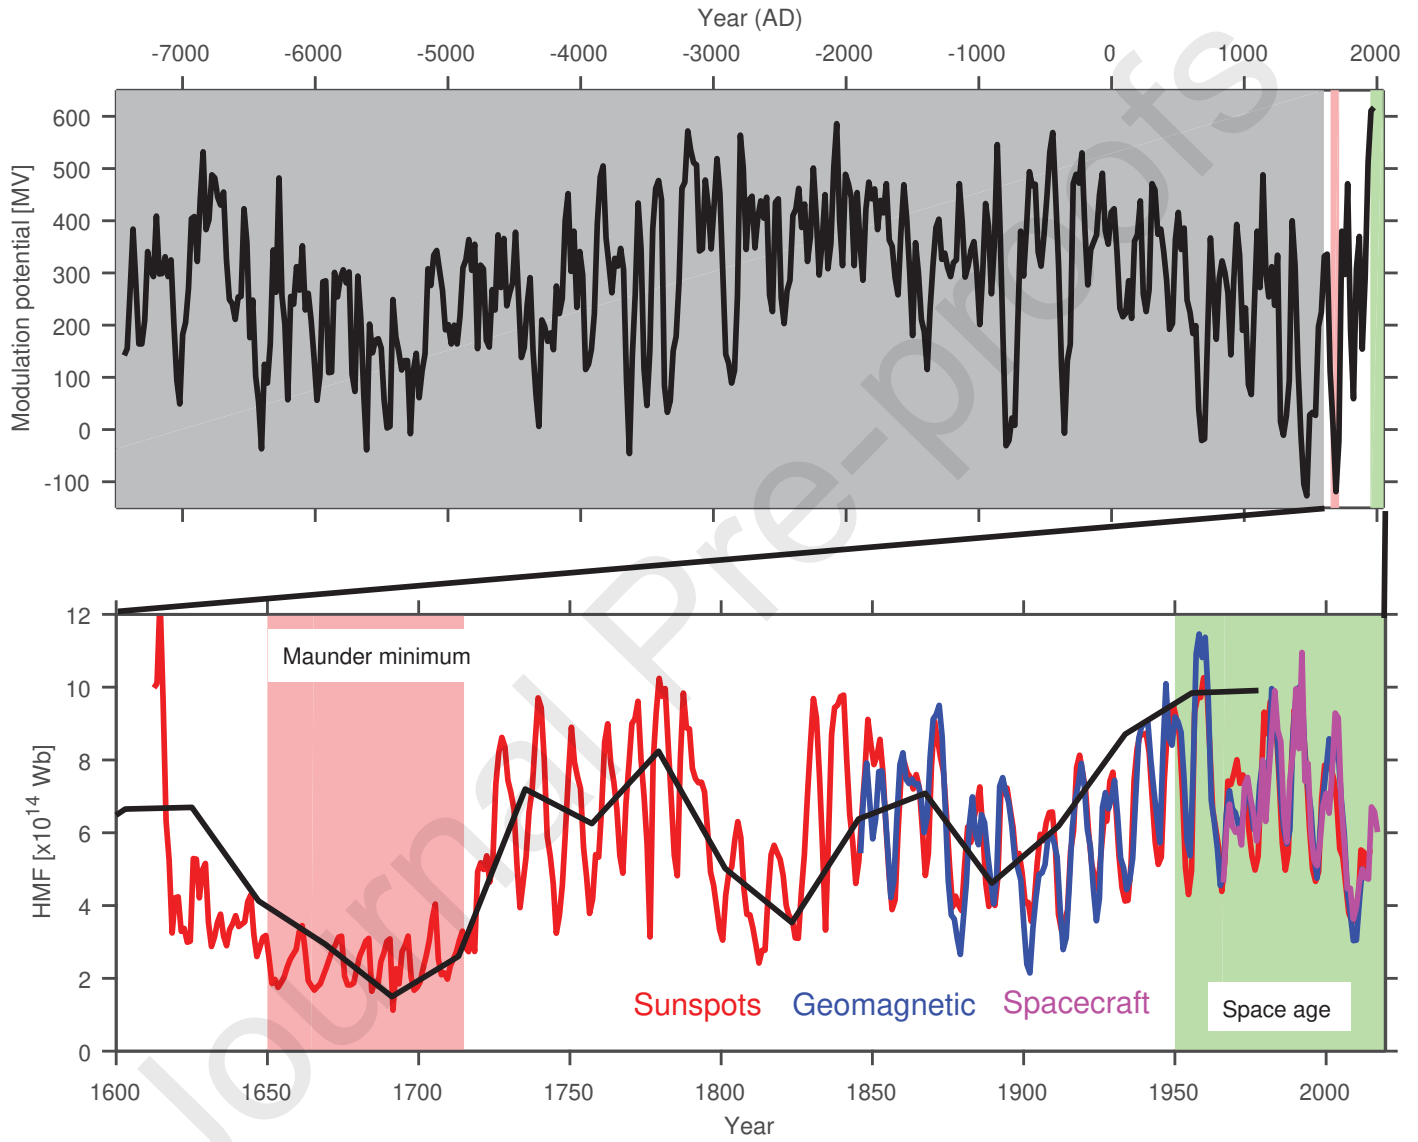 Year (AD)
-7000 -6000 -5000 -4000 -3000 -2000 -1000 0 1000 2000
600
500
400
300
200
100
0
-100
Modulation potential [MV]
12
10
8
6
4
2
0
HMF [x10¹⁴ Wb]
Maunder minimum
Sunspots Geomagnetic Spacecraft
Space age
1600 1650 1700 1750 1800 1850 1900 1950 2000
Year
Journal Pre-proofs